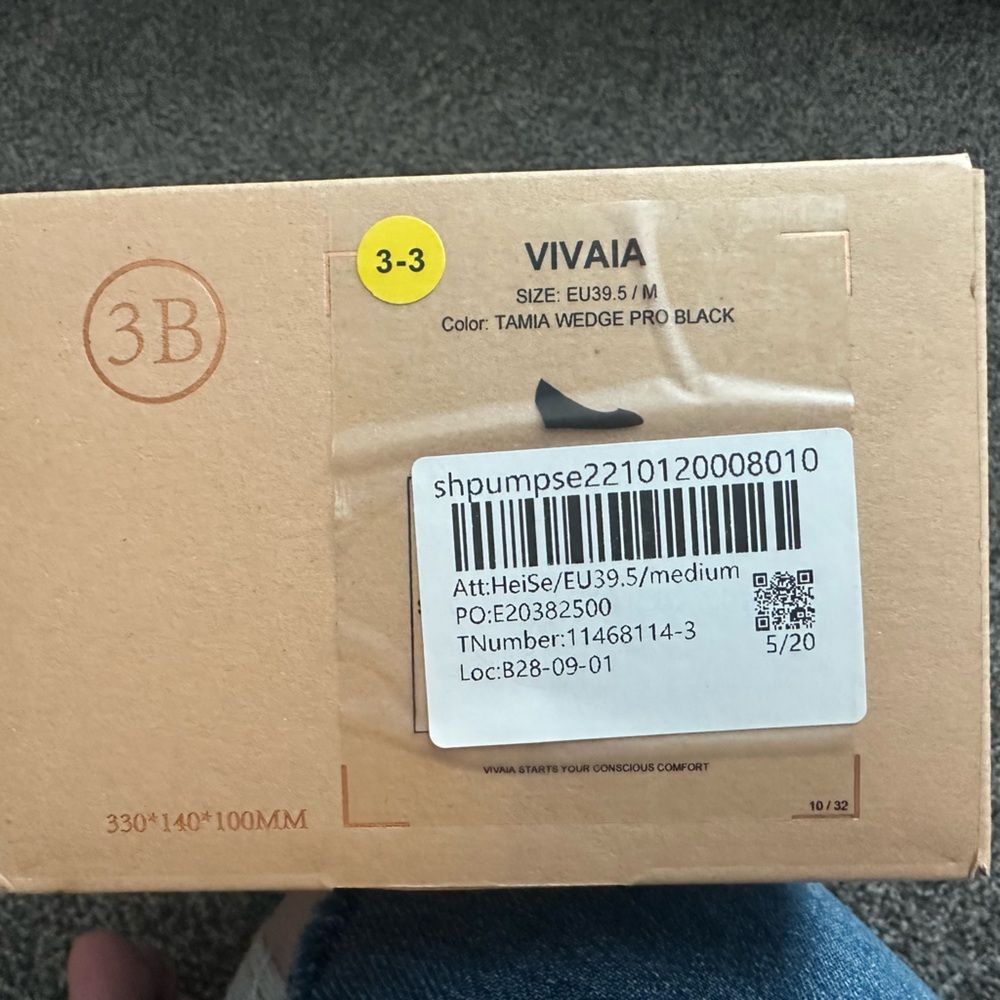 3B
3-3
VIVAIA
SIZE: EU39.5 / M
Color: TAMIA WEDGE PRO BLACK
shpumpse2210120008010
Att:HeiSe/EU39.5/medium
PO:E20382500
TNumber:11468114-3
Loc:B28-09-01
5/20
VIVAIA STARTS YOUR CONSCIOUS COMFORT
10 / 32
330*140*100MM